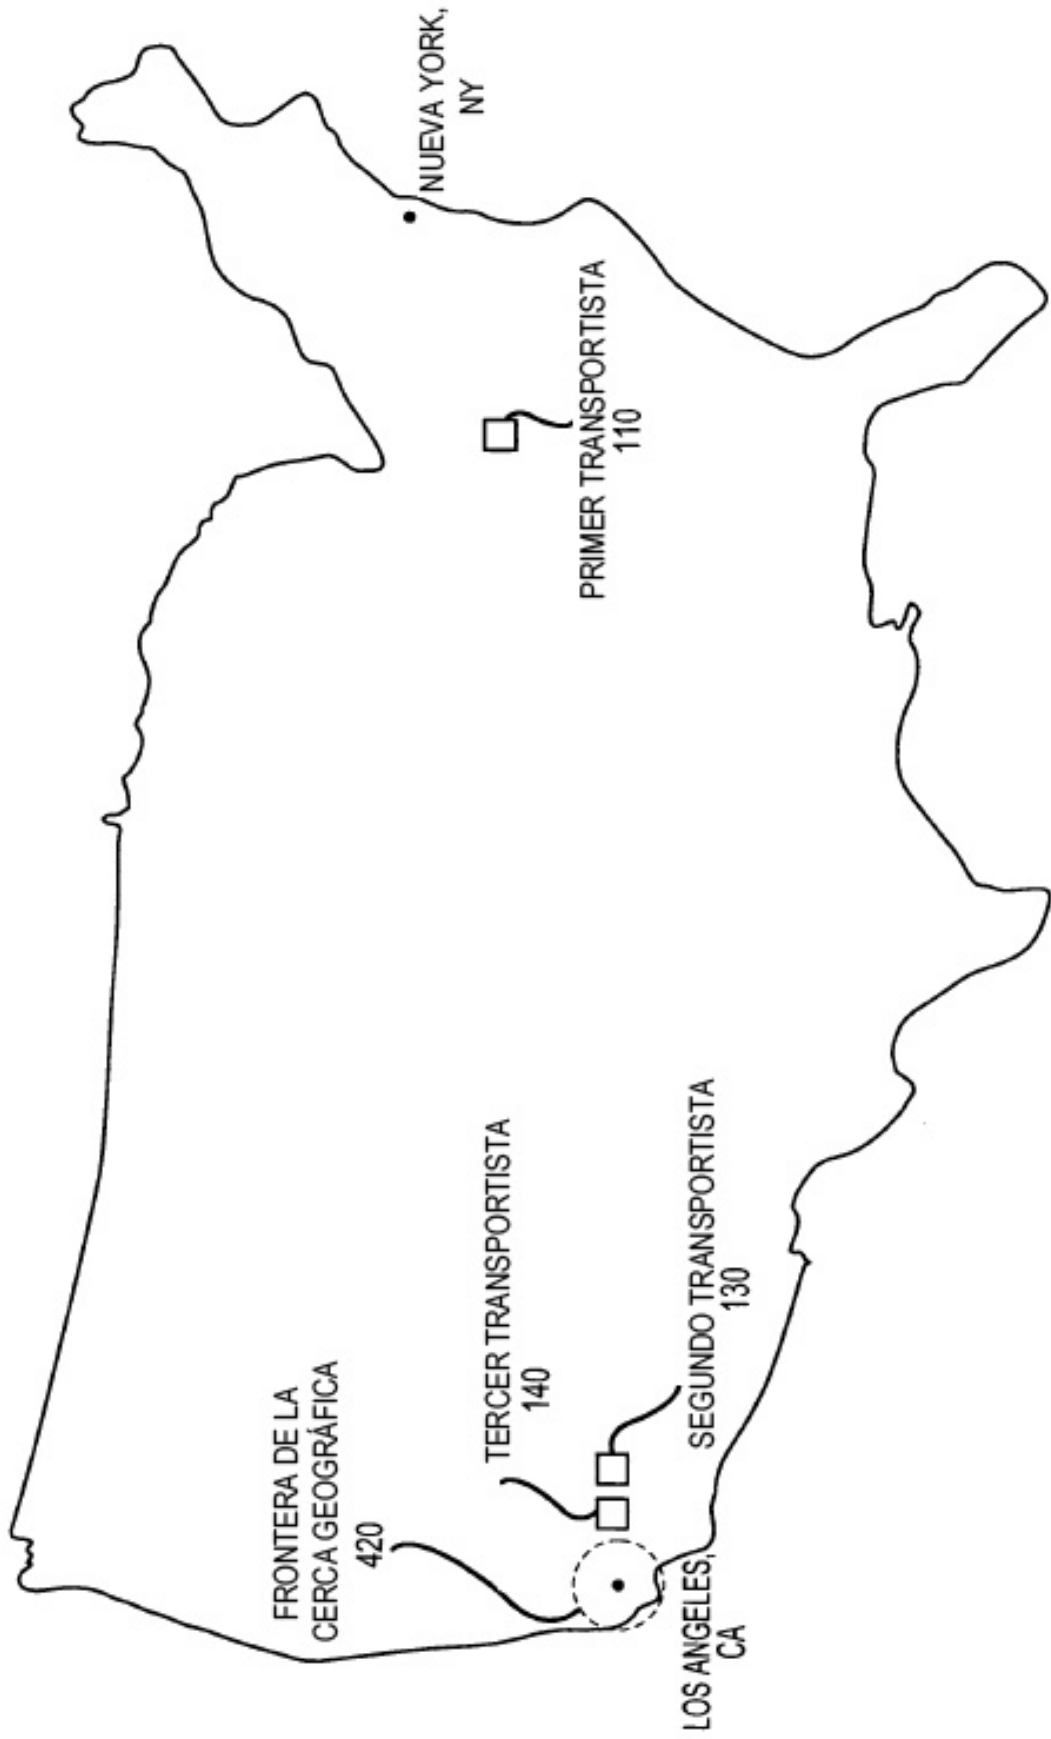 FRONTERA DE LA
CERCA GEOGRÁFICA
420
TERCER TRANSPORTISTA
140
SEGUNDO TRANSPORTISTA
130
LOS ANGELES,
CA
PRIMER TRANSPORTISTA
110
NUEVA YORK,
NY